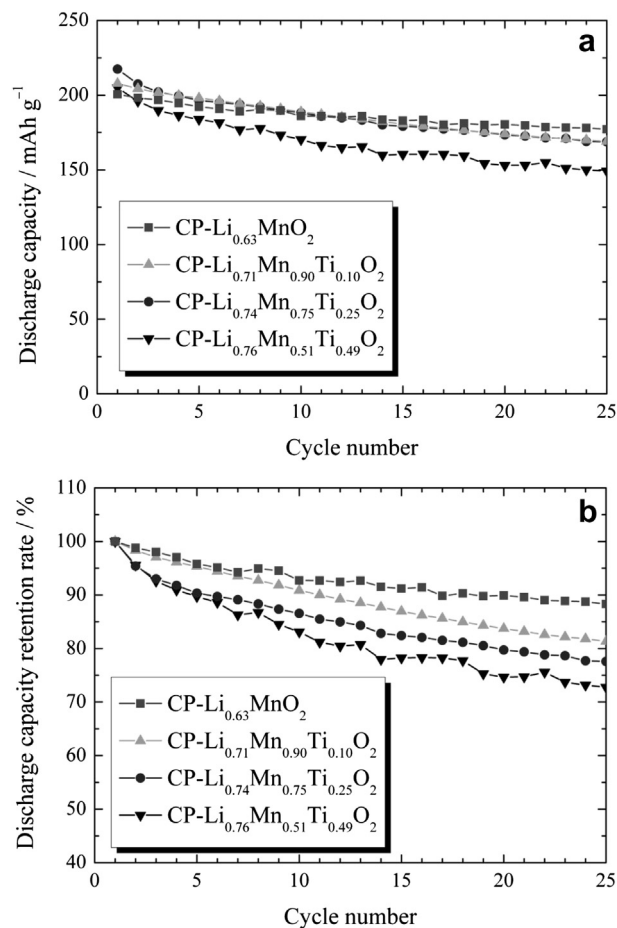 a
Discharge capacity / mAh g⁻¹
250
200
150
100
50
0
CP-Li₀.₆₃MnO₂
CP-Li₀.₇₁Mn₀.₉₀Ti₀.₁₀O₂
CP-Li₀.₇₄Mn₀.₇₅Ti₀.₂₅O₂
CP-Li₀.₇₆Mn₀.₅₁Ti₀.₄₉O₂
0 5 10 15 20 25
Cycle number
b
Discharge capacity retention rate / %
110
100
90
80
70
60
50
40
CP-Li₀.₆₃MnO₂
CP-Li₀.₇₁Mn₀.₉₀Ti₀.₁₀O₂
CP-Li₀.₇₄Mn₀.₇₅Ti₀.₂₅O₂
CP-Li₀.₇₆Mn₀.₅₁Ti₀.₄₉O₂
0 5 10 15 20 25
Cycle number